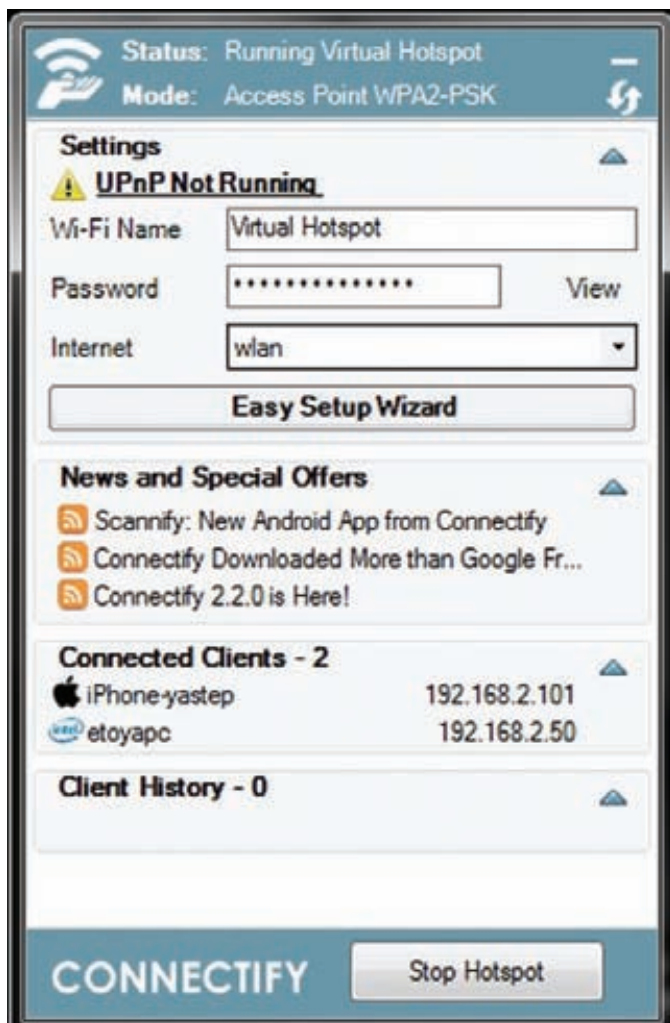 Status: Running Virtual Hotspot
Mode: Access Point WPA2-PSK
Settings
UPnP Not Running
Wi-Fi Name Virtual Hotspot
Password •••••••••••••• View
Internet wlan
Easy Setup Wizard
News and Special Offers
Scannify: New Android App from Connectify
Connectify Downloaded More than Google Fr...
Connectify 2.2.0 is Here!
Connected Clients - 2
iPhone-yastep 192.168.2.101
intel etoyapc 192.168.2.50
Client History - 0
CONNECTIFY Stop Hotspot